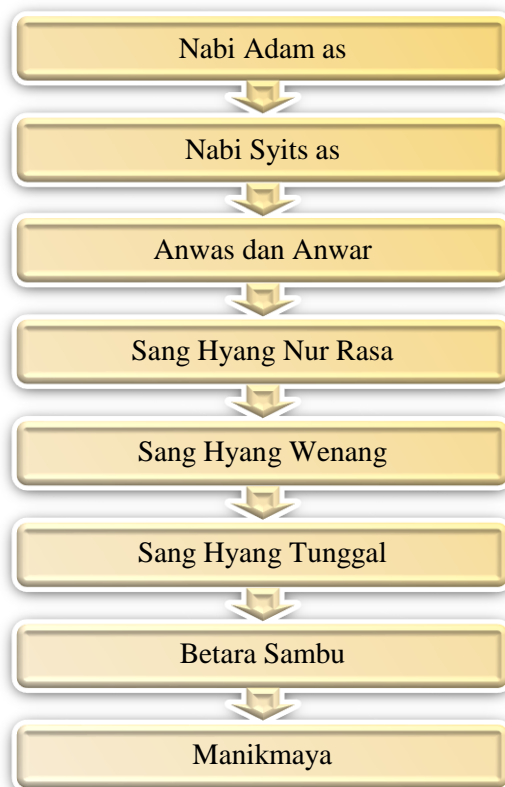 Nabi Adam as
Nabi Syits as
Anwas dan Anwar
Sang Hyang Nur Rasa
Sang Hyang Wenang
Sang Hyang Tunggal
Betara Sambu
Manikmaya